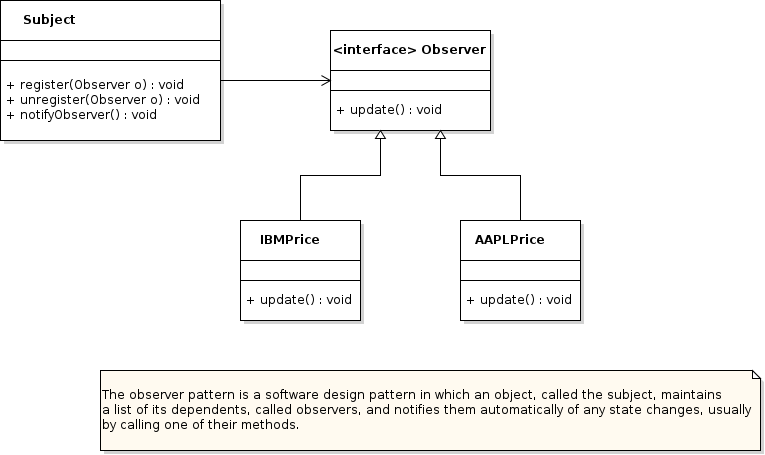 Subject
+ register(Observer o) : void
+ unregister(Observer o) : void
+ notifyObserver() : void
<interface> Observer
+ update() : void
IBMPrice
+ update() : void
AAPLPrice
+ update() : void
The observer pattern is a software design pattern in which an object, called the subject, maintains
a list of its dependents, called observers, and notifies them automatically of any state changes, usually
by calling one of their methods.